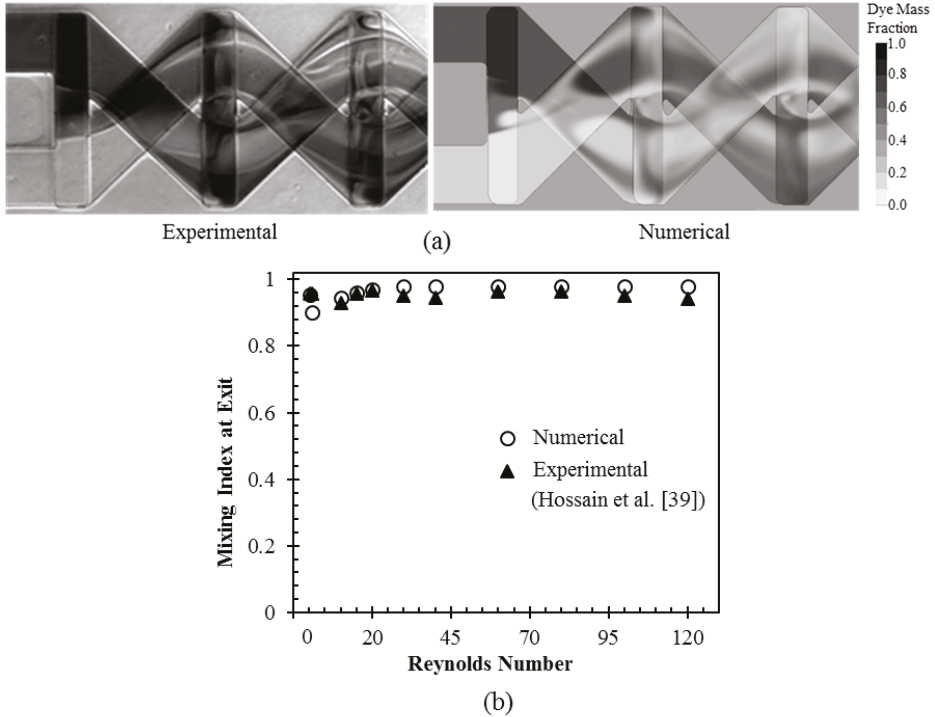 Dye Mass
Fraction
1.0
0.8
0.6
0.4
0.2
0.0
Experimental
(a)
Numerical
1
0.8
0.6
0.4
0.2
0
Mixing Index at Exit
Numerical
Experimental
(Hossain et al. [39])
0 20 45 70 95 120
Reynolds Number
(b)